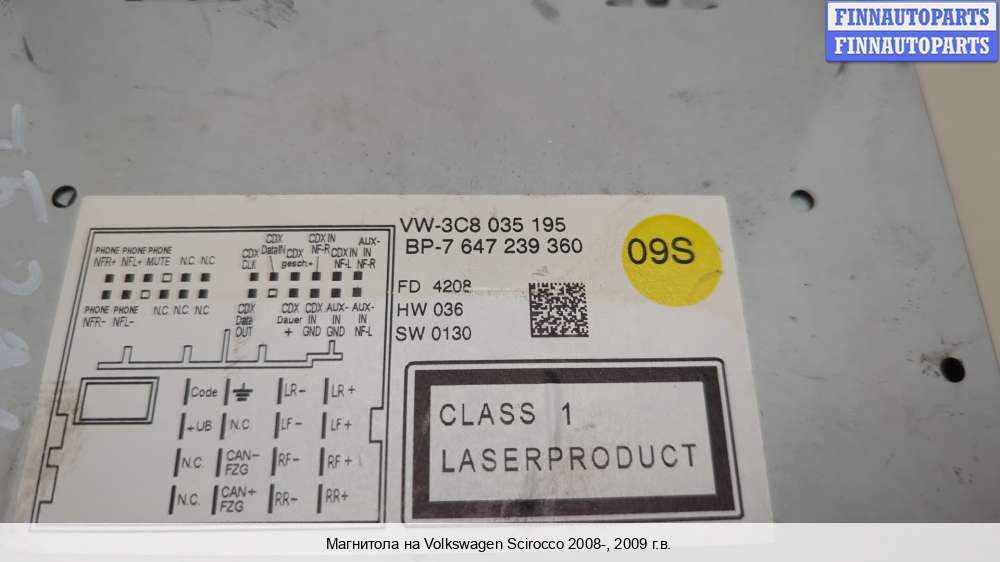 FINNAUTOPARTS
FINNAUTOPARTS
VW-3C8 035 195
BP-7 647 239 360
09S
FD 4208
HW 036
SW 0130
PHONE PHONE PHONE
NFR+ NFL+ MUTE N.C. N.C.
CDX CLK
CDX DataIN
CDX gesch.+
CDX IN NF-R
CDX IN NF-L
AUX-IN NF-R
PHONE PHONE N.C. N.C. N.C.
NFR- NFL-
CDX Data OUT
CDX Dauer +
CDX IN GND
AUX-IN GND
AUX-IN NF-L
Code LR- LR+
+UB N.C. LF- LF+
N.C. CAN- FZG RF- RF+
N.C. CAN+ FZG RR- RR+
CLASS 1
LASERPRODUCT
Магнитола на Volkswagen Scirocco 2008-, 2009 г.в.